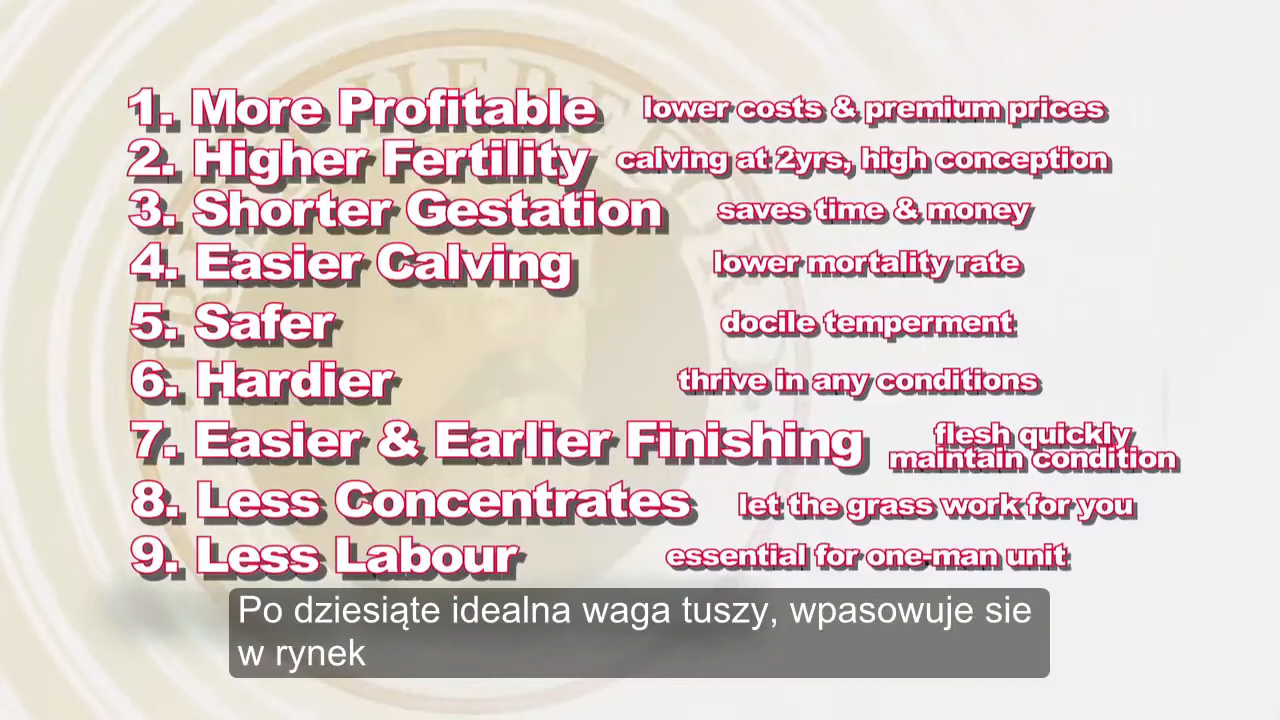 1. More Profitable lower costs & premium prices
2. Higher Fertility calving at 2yrs, high conception
3. Shorter Gestation saves time & money
4. Easier Calving lower mortality rate
5. Safer docile temperment
6. Hardier thrive in any conditions
7. Easier & Earlier Finishing flesh quickly
maintain condition
8. Less Concentrates let the grass work for you
9. Less Labour essential for one-man unit
Po dziesiąte idealna waga tuszy, wpasowuje sie
w rynek